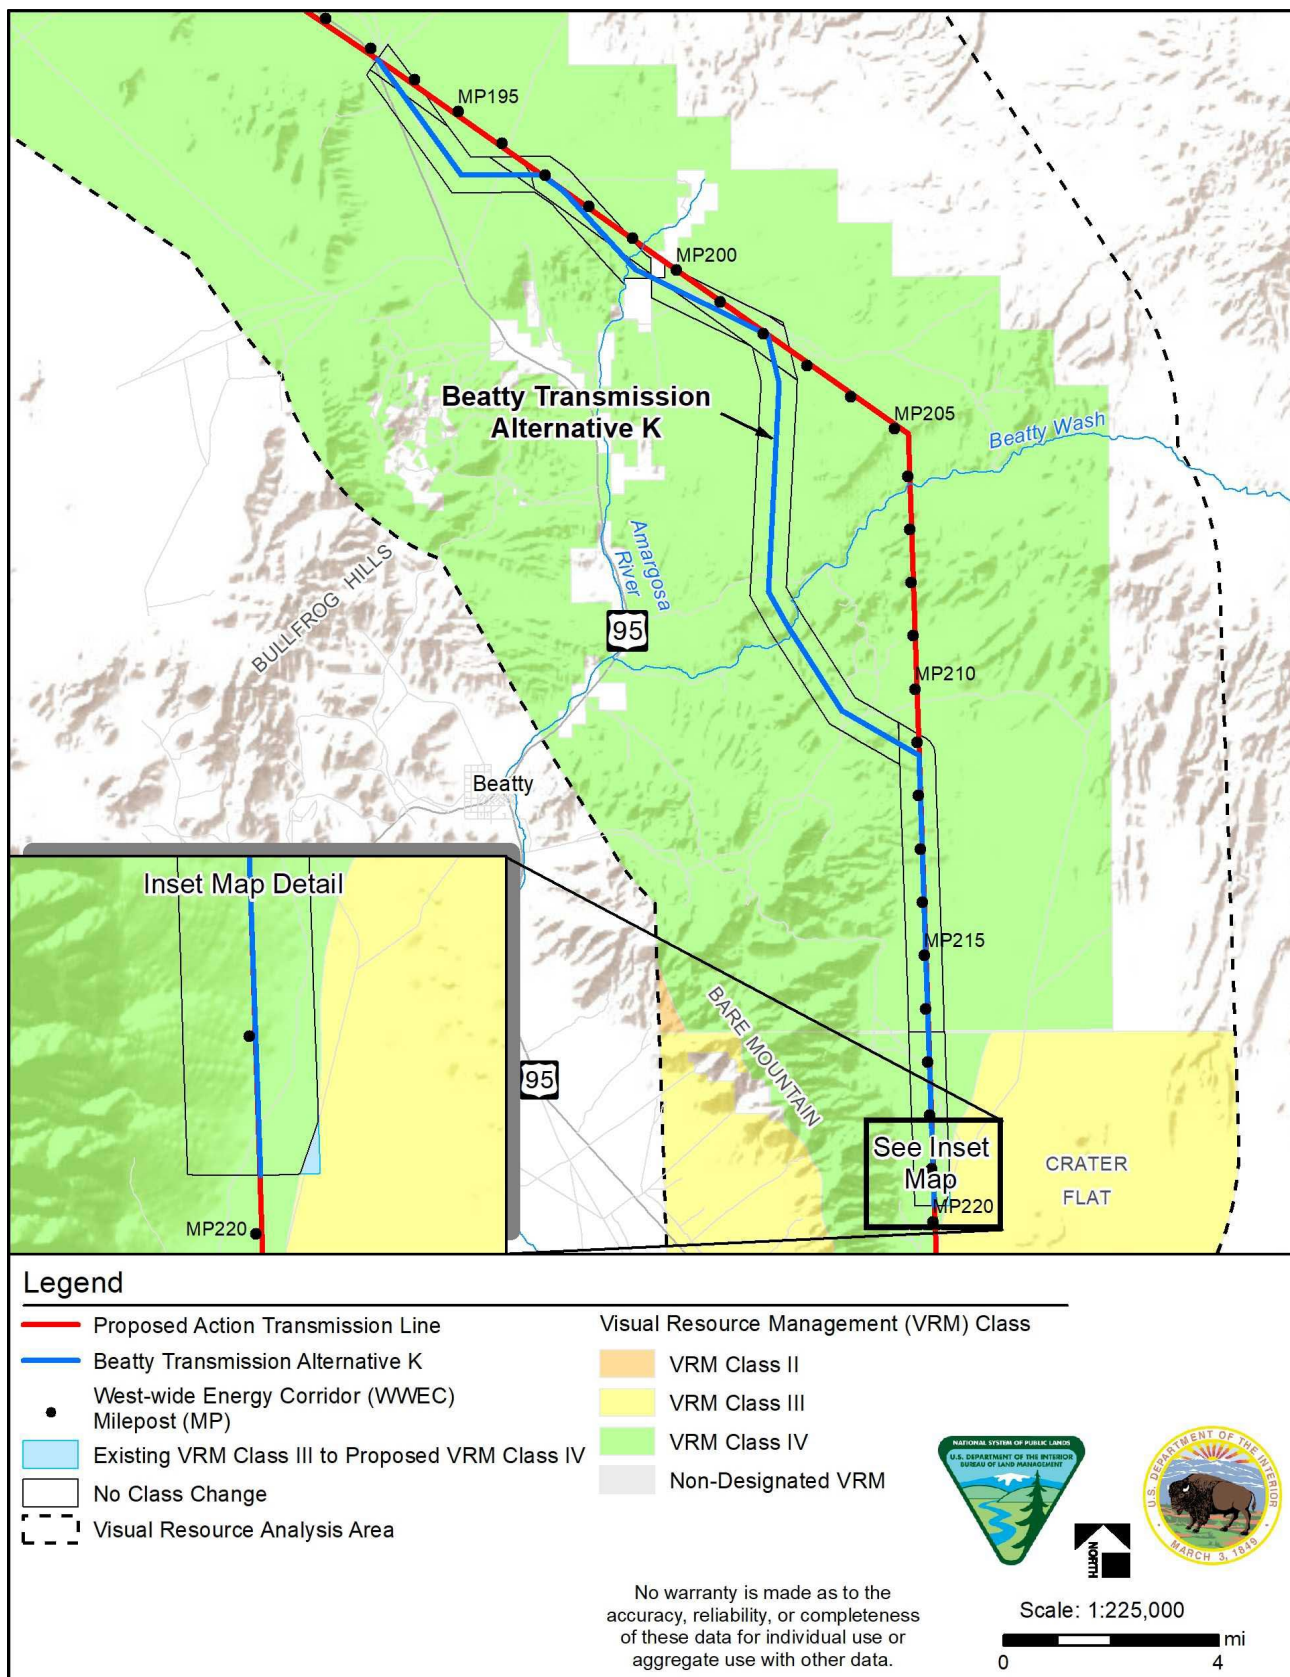 MP195
MP200
Beatty Transmission
Alternative K
MP205
Beatty Wash
Amargosa
River
BULLFROG HILLS
95
MP210
Beatty
MP215
Inset Map Detail
BARE MOUNTAIN
95
See Inset
Map
CRATER
FLAT
MP220
MP220
Legend
Proposed Action Transmission Line
Beatty Transmission Alternative K
West-wide Energy Corridor (WWEC)
Milepost (MP)
Existing VRM Class III to Proposed VRM Class IV
No Class Change
Visual Resource Analysis Area
Visual Resource Management (VRM) Class
VRM Class II
VRM Class III
VRM Class IV
Non-Designated VRM
NATIONAL SYSTEM OF PUBLIC LANDS
U.S. DEPARTMENT OF THE INTERIOR
BUREAU OF LAND MANAGEMENT
U.S. DEPARTMENT OF THE INTERIOR
MARCH 3, 1849
NORTH
No warranty is made as to the
accuracy, reliability, or completeness
of these data for individual use or
aggregate use with other data.
Scale: 1:225,000
mi
0 4